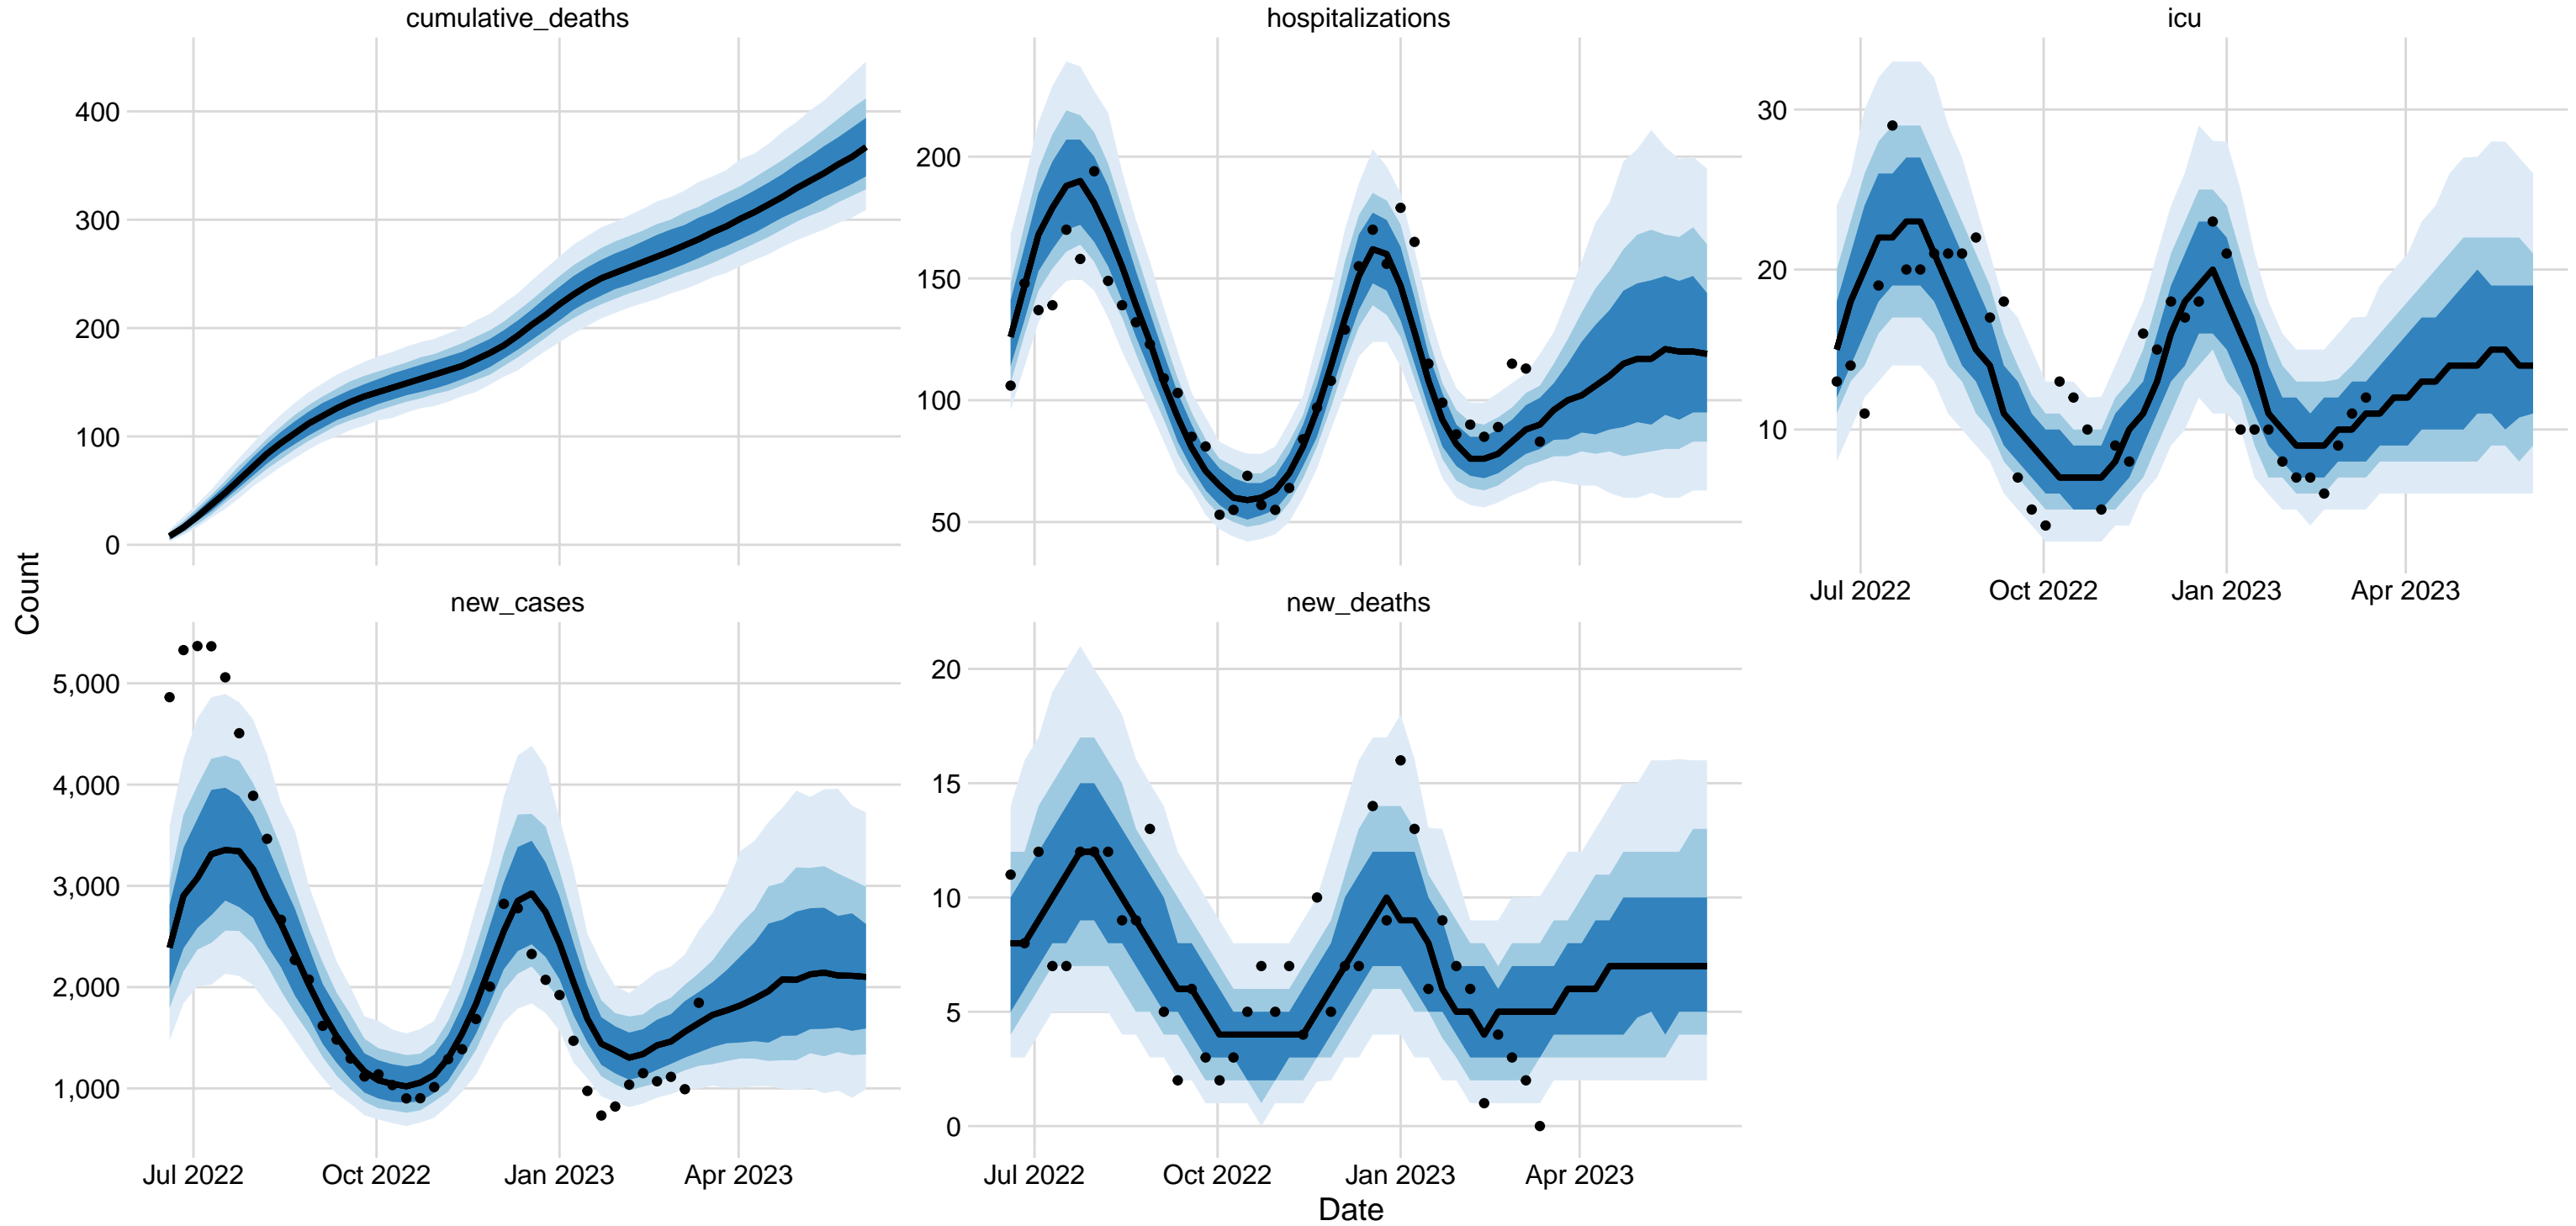 cumulative_deaths
hospitalizations
icu
400
300
200
100
0
200
150
100
50
30
20
10
Jul 2022 Oct 2022 Jan 2023 Apr 2023
Count
new_cases
new_deaths
5,000
4,000
3,000
2,000
1,000
20
15
10
5
0
Jul 2022 Oct 2022 Jan 2023 Apr 2023
Jul 2022 Oct 2022 Jan 2023 Apr 2023
Date